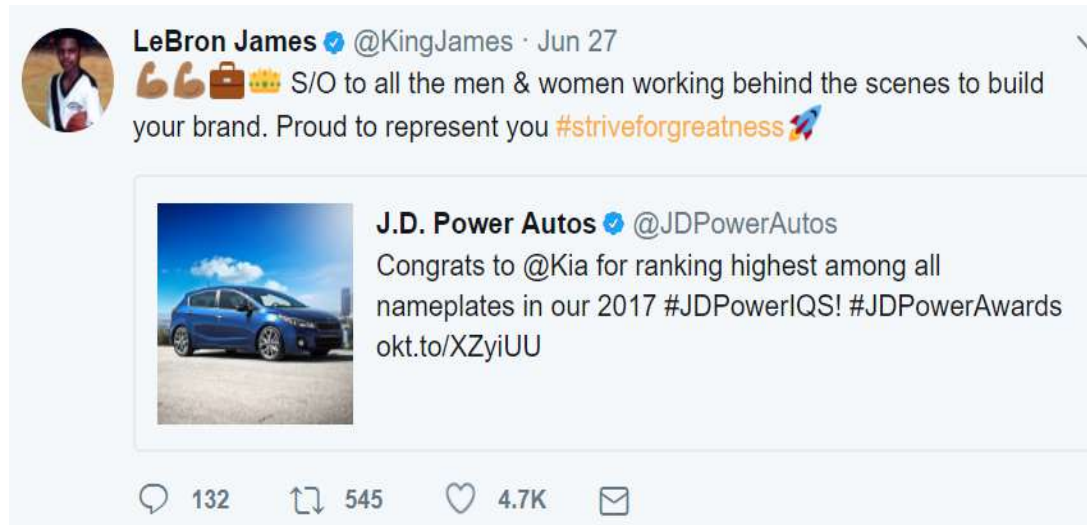 LeBron James @KingJames · Jun 27
S/O to all the men & women working behind the scenes to build
your brand. Proud to represent you #striveforgreatness
J.D. Power Autos @JDPowerAutos
Congrats to @Kia for ranking highest among all
nameplates in our 2017 #JDPowerIQS! #JDPowerAwards
okt.to/XZyiUU
132 545 4.7K